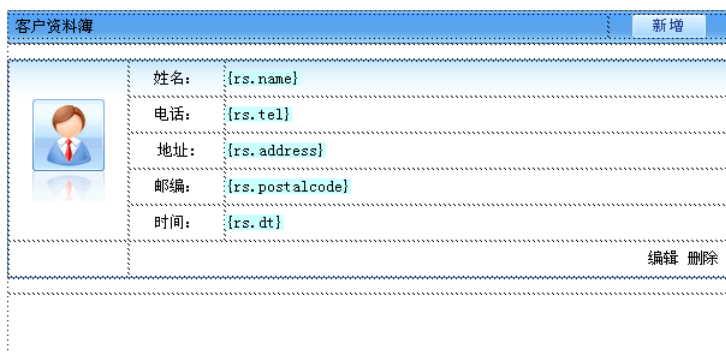 客户资料簿 新增
姓名： {rs.name}
电话： {rs.tel}
地址： {rs.address}
邮编： {rs.postalcode}
时间： {rs.dt}
编辑 删除